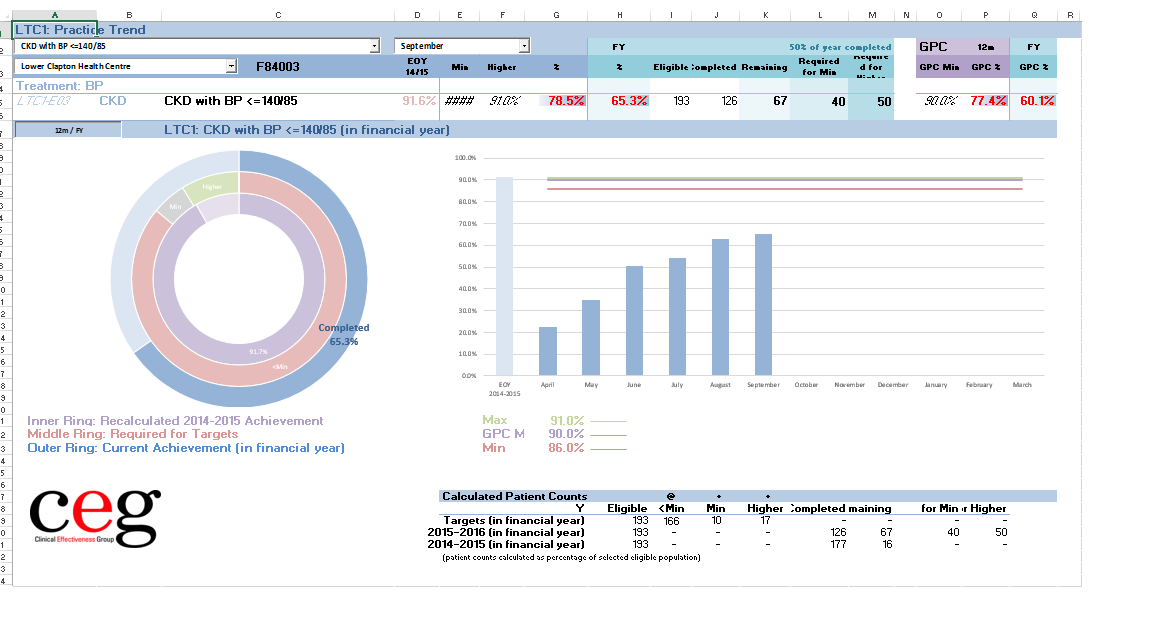 A B C D E F G H I J K L M N O P Q R
LTC1: Practice Trend
CKD with BP <=140/85 September FY 50% of year completed GPC 12m FY
Lower Clapton Health Centre F84003 EOY 14/15 Min Higher % % Eligible Completed Remaining Required for Min Require d for Higher GPC Min GPC % GPC %
Treatment: BP
LTC1-E03 CKD CKD with BP <=140/85 91.6% #### 91.0% 78.5% 65.3% 193 126 67 40 50 90.0% 77.4% 60.1%
12m / FY LTC1: CKD with BP <=140/85 (in financial year)
Higher
Min
Completed
65.3%
91.7%
<Min
100.0%
90.0%
80.0%
70.0%
60.0%
50.0%
40.0%
30.0%
20.0%
10.0%
0.0%
EOY April May June July August September October November December January February March
2014-2015
Inner Ring: Recalculated 2014-2015 Achievement
Middle Ring: Required for Targets
Outer Ring: Current Achievement (in financial year)
Max 91.0%
GPC M 90.0%
Min 86.0%
ceg
Clinical Effectiveness Group
Calculated Patient Counts @ • •
Y Eligible <Min Min Higher Completed maining for Min r Higher
Targets (in financial year) 193 166 10 17 - - - -
2015-2016 (in financial year) 193 - - - 126 67 40 50
2014-2015 (in financial year) 193 - - - 177 16 - -
(patient counts calculated as percentage of selected eligible population)